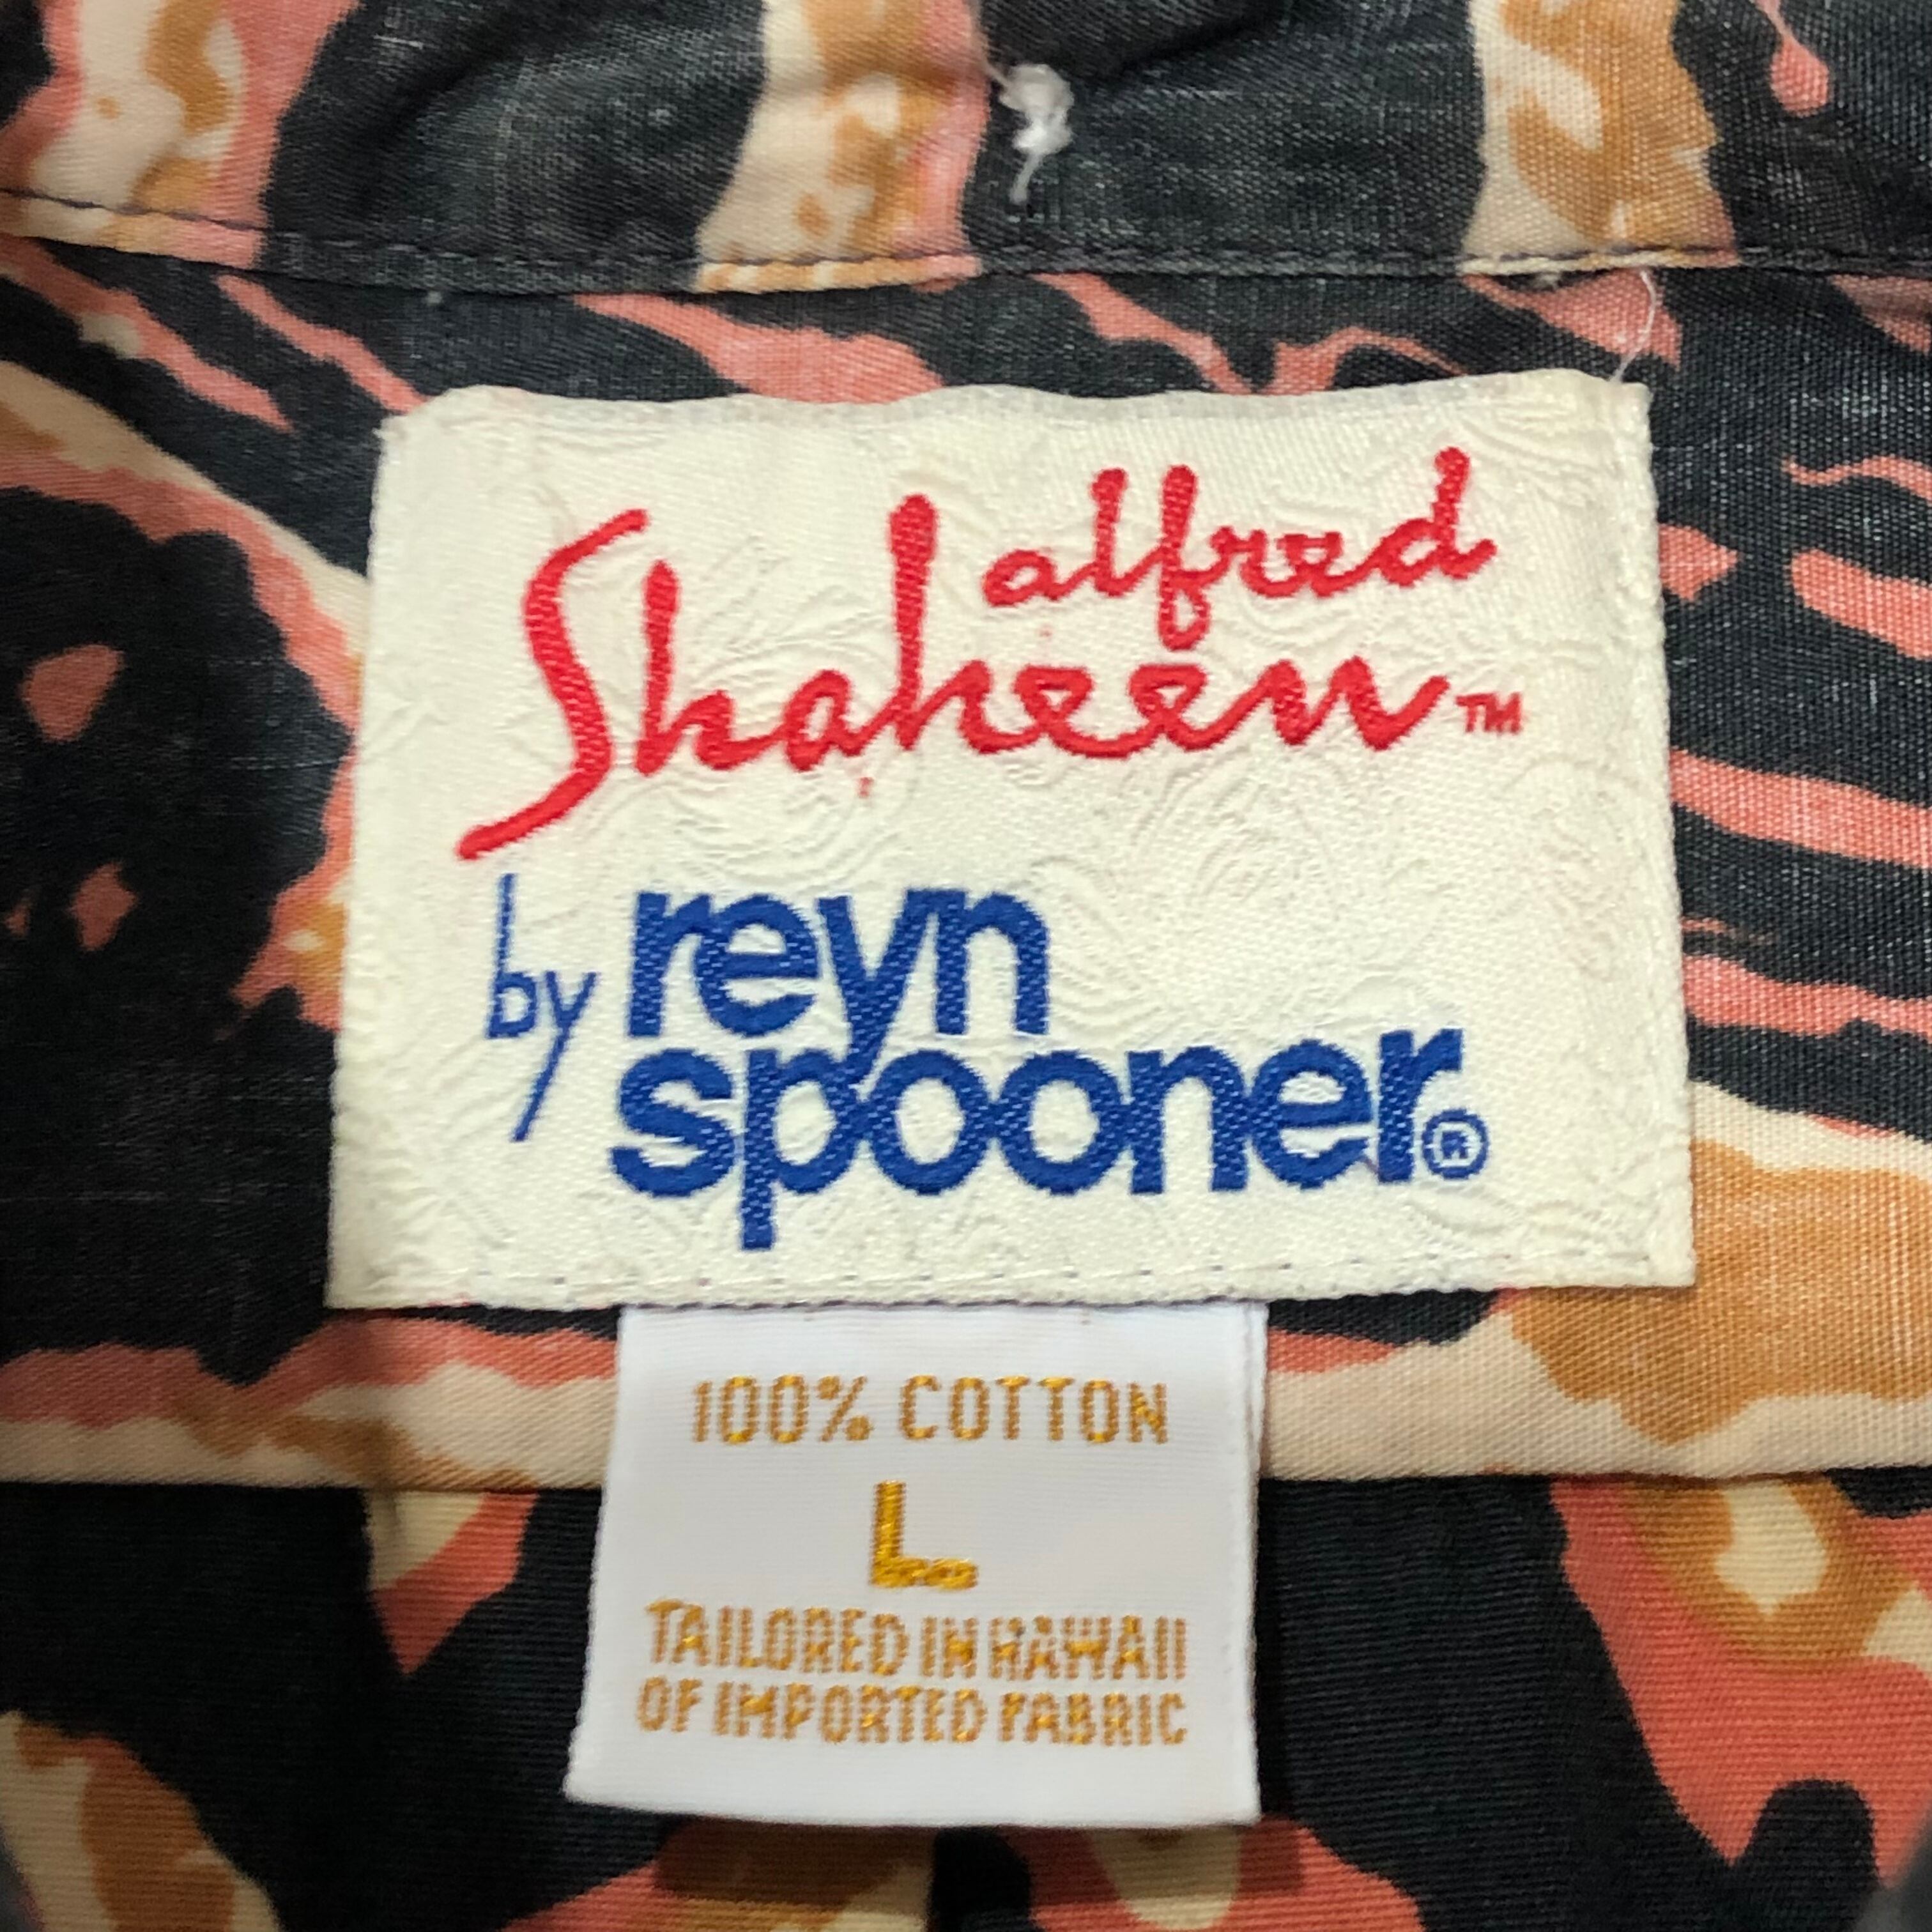 alfred
Shaheen™
by reyn
spooner®
100% COTTON
L
TAILORED IN HAWAII
OF IMPORTED FABRIC